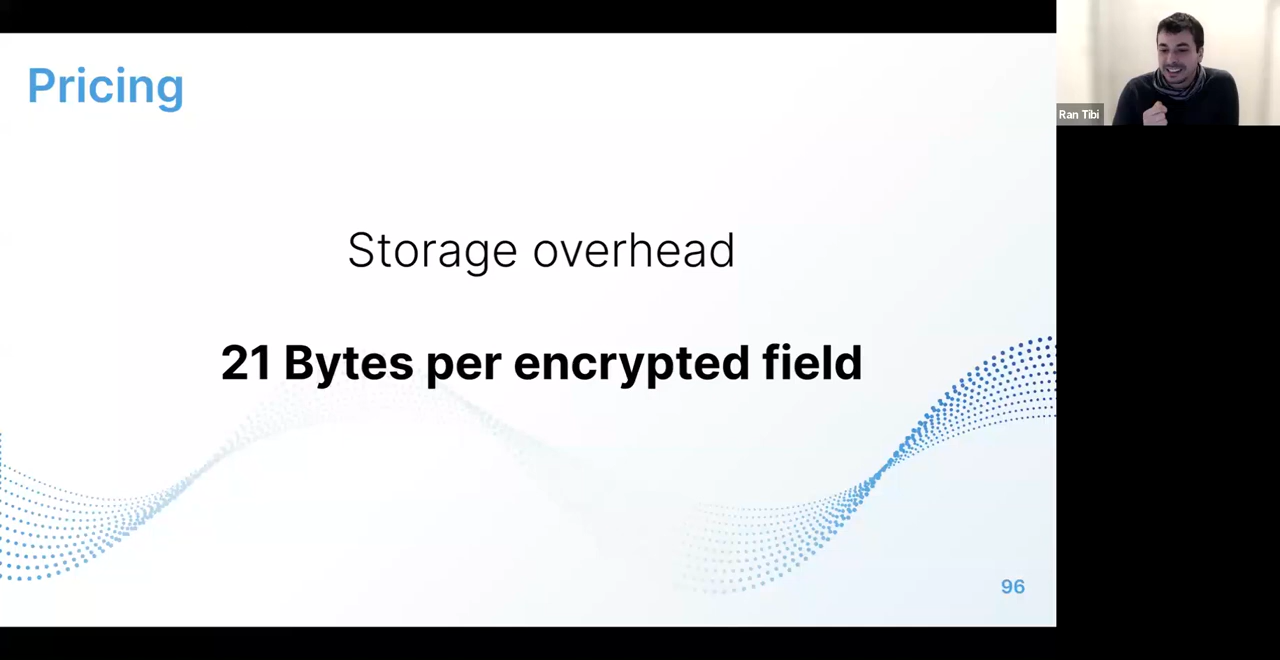 Pricing
Ran Tibi
Storage overhead
21 Bytes per encrypted field
96